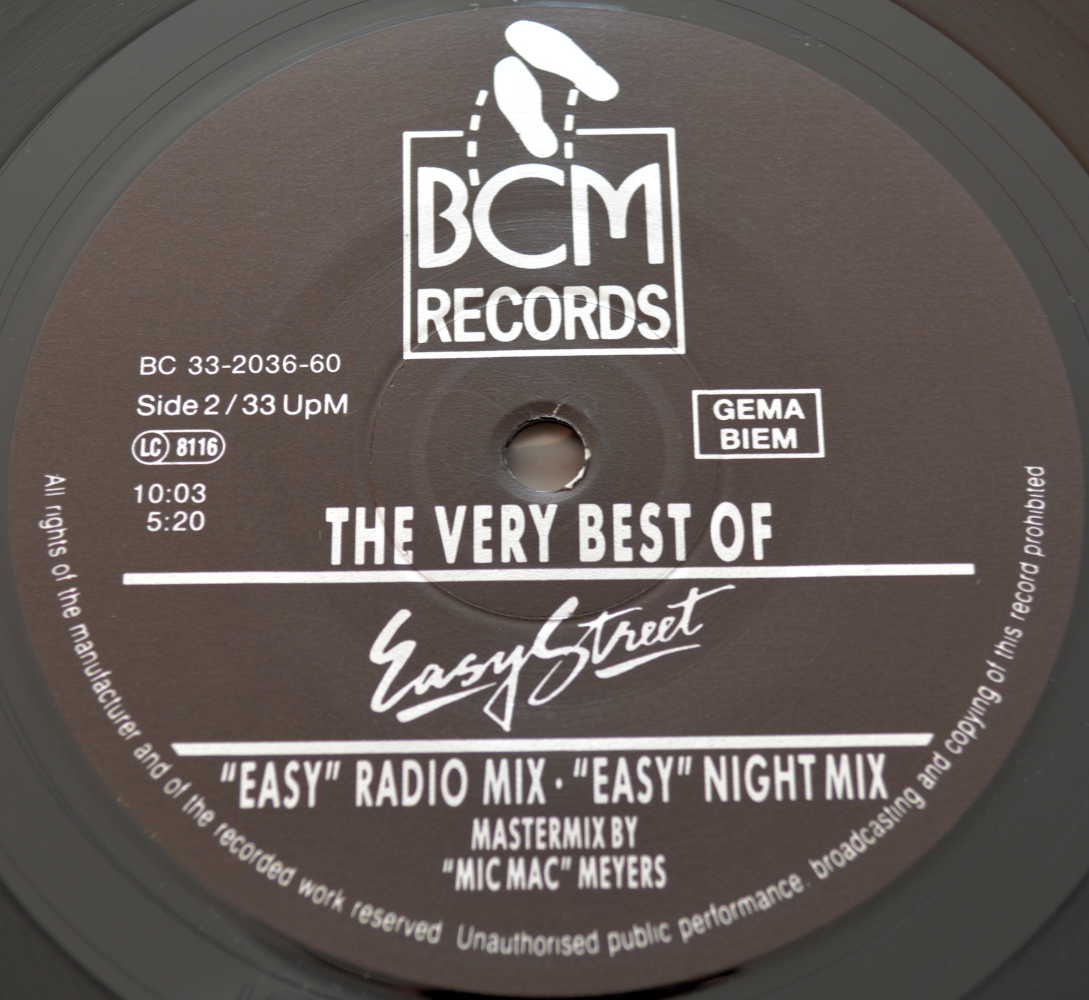 BCM
RECORDS
BC 33-2036-60
Side 2 / 33 UpM
LC 8116
GEMA
BIEM
10:03
5:20
THE VERY BEST OF
Easy Street
"EASY" RADIO MIX · "EASY" NIGHT MIX
MASTERMIX BY
"MIC MAC" MEYERS
All rights of the manufacturer and of the recorded work reserved Unauthorised public performance. broadcasting and copying of this record prohibited